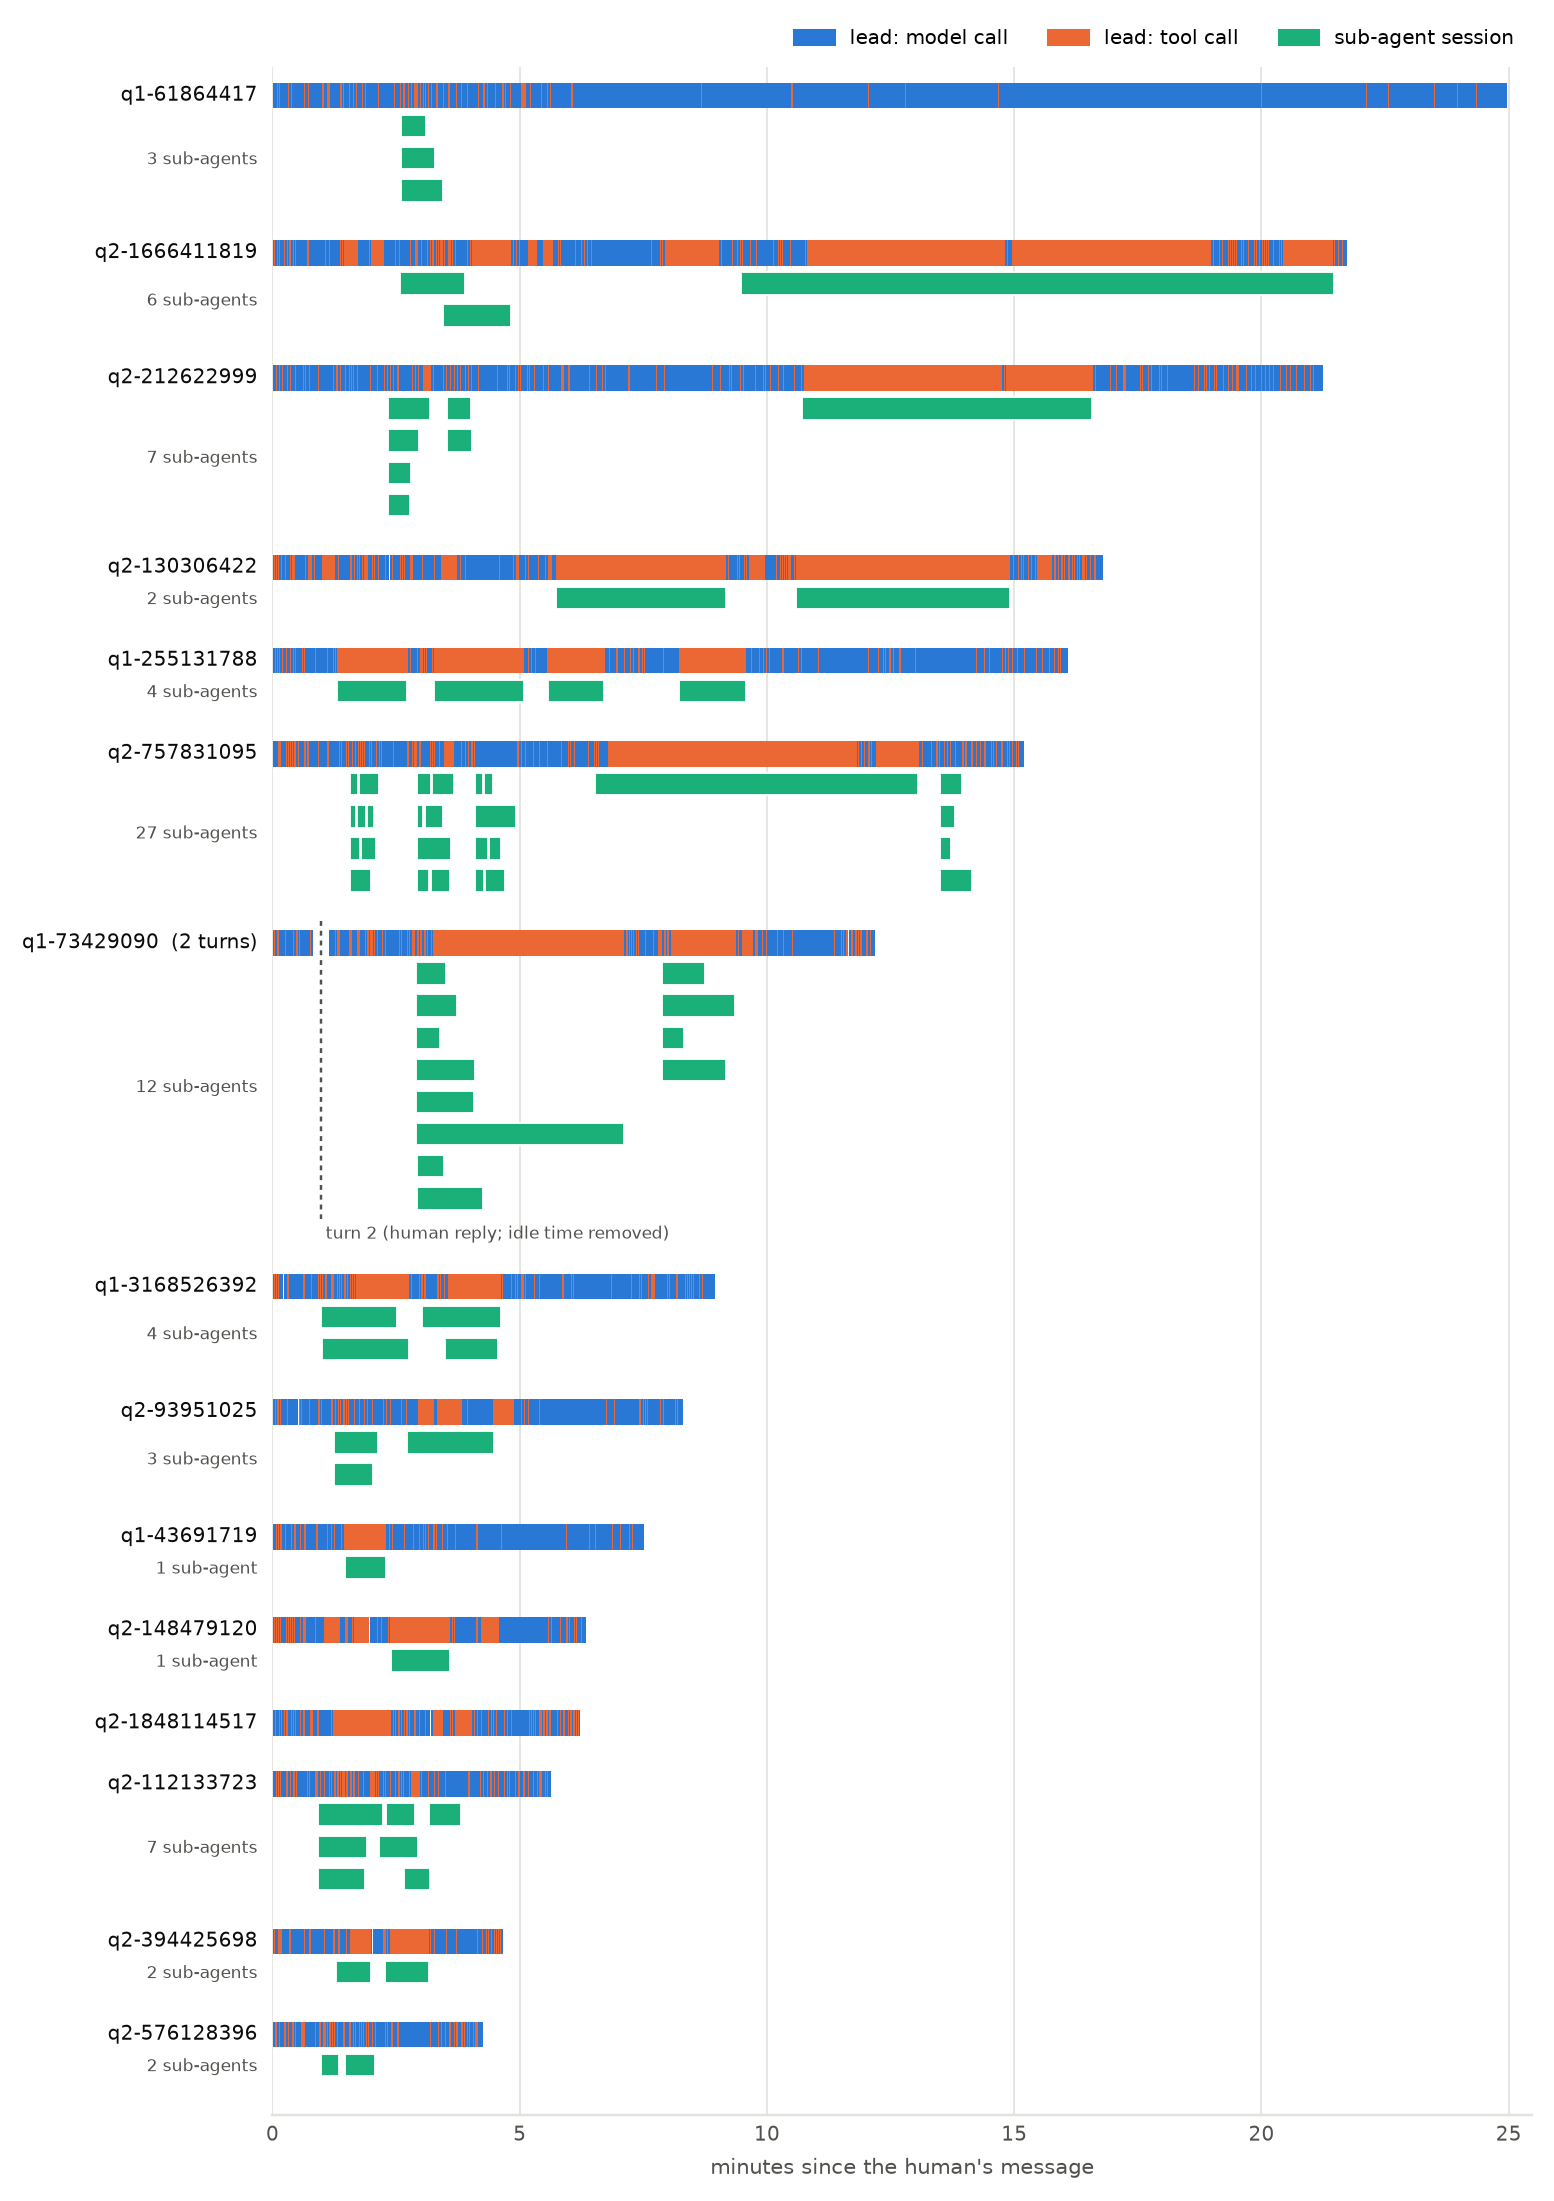 lead: model call
lead: tool call
sub-agent session
q1-61864417
3 sub-agents
q2-1666411819
6 sub-agents
q2-212622999
7 sub-agents
q2-130306422
2 sub-agents
q1-255131788
4 sub-agents
q2-757831095
27 sub-agents
q1-73429090 (2 turns)
12 sub-agents
turn 2 (human reply; idle time removed)
q1-3168526392
4 sub-agents
q2-93951025
3 sub-agents
q1-43691719
1 sub-agent
q2-148479120
1 sub-agent
q2-1848114517
q2-112133723
7 sub-agents
q2-394425698
2 sub-agents
q2-576128396
2 sub-agents
0 5 10 15 20 25
minutes since the human's message